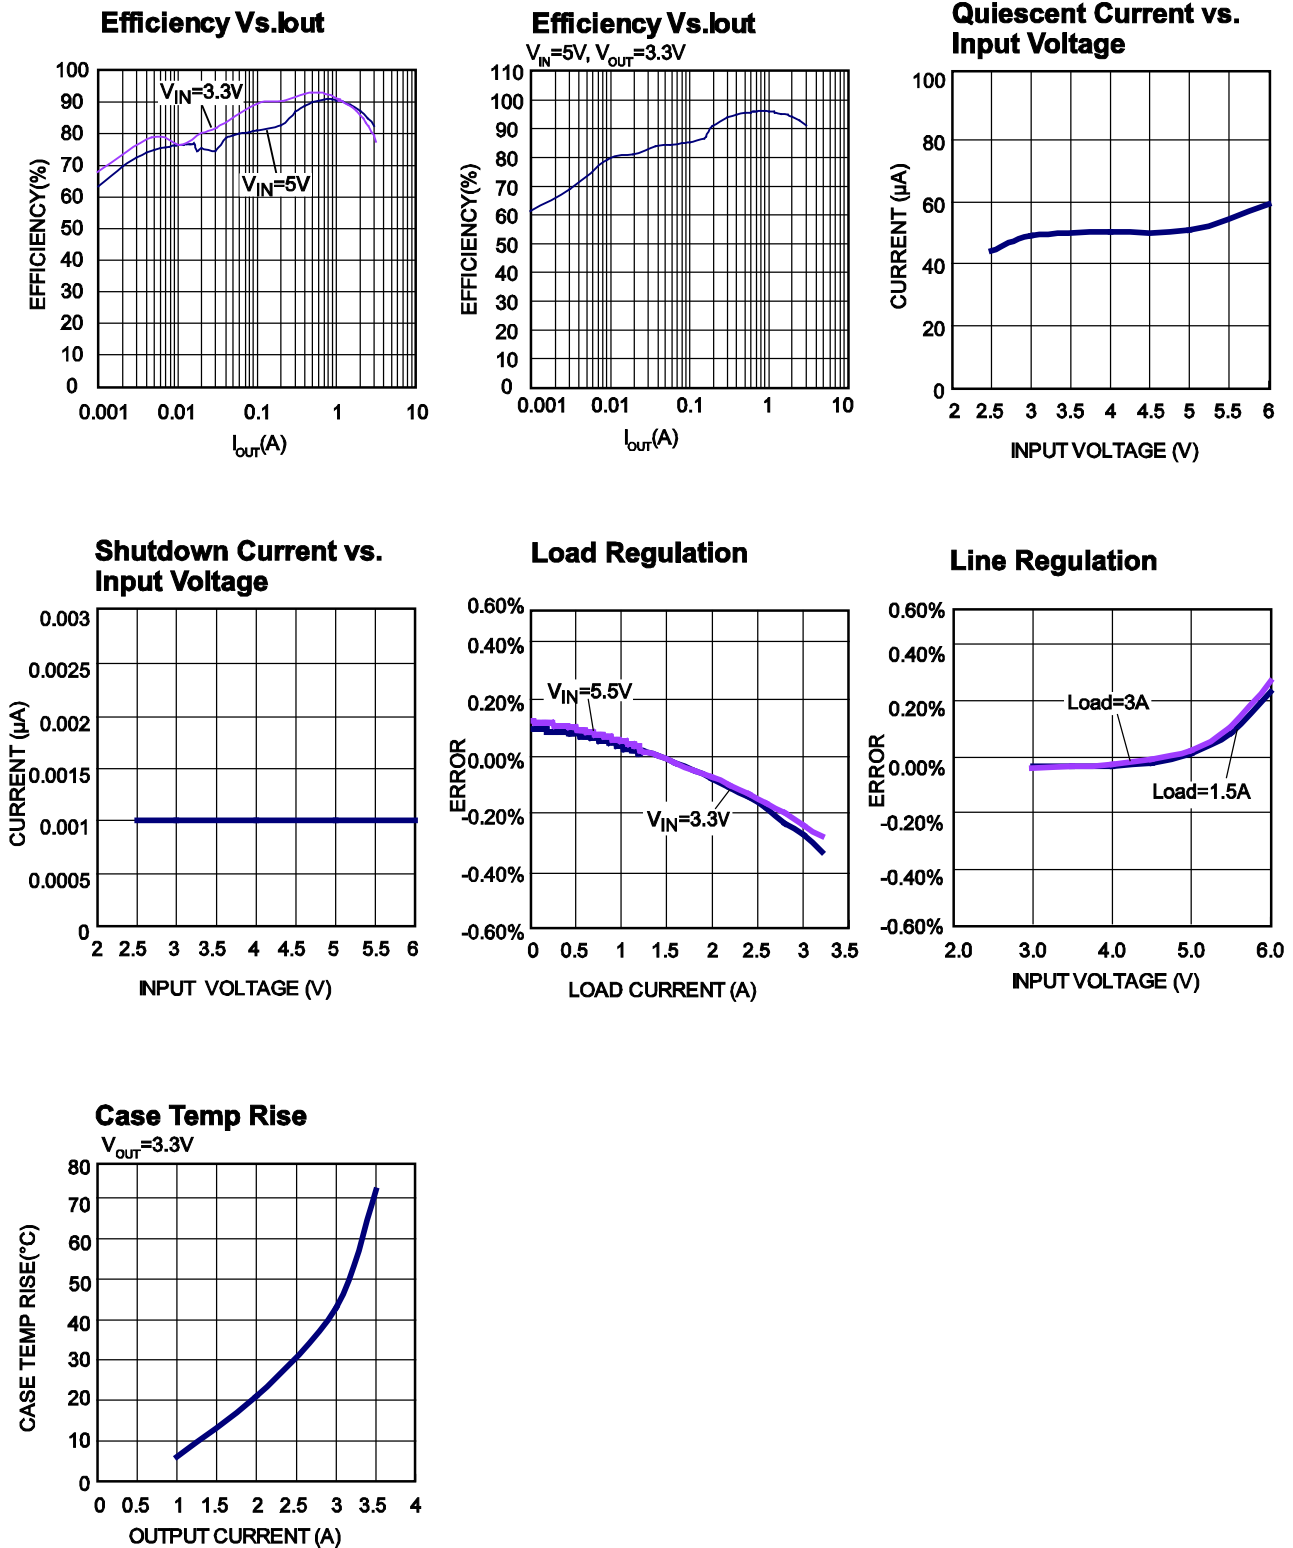 Efficiency Vs.Iout
100
90
80
70
60
50
40
30
20
10
0
EFFICIENCY(%)
VIN=3.3V
VIN=5V
0.001 0.01 0.1 1 10
IOUT(A)
Efficiency Vs.Iout
VIN=5V, VOUT=3.3V
110
100
90
80
70
60
50
40
30
20
10
0
EFFICIENCY(%)
0.001 0.01 0.1 1 10
IOUT(A)
Quiescent Current vs.
Input Voltage
100
80
60
40
20
0
CURRENT (µA)
2 2.5 3 3.5 4 4.5 5 5.5 6
INPUT VOLTAGE (V)
Shutdown Current vs.
Input Voltage
0.003
0.0025
0.002
0.0015
0.001
0.0005
0
CURRENT (µA)
2 2.5 3 3.5 4 4.5 5 5.5 6
INPUT VOLTAGE (V)
Load Regulation
0.60%
0.40%
0.20%
0.00%
-0.20%
-0.40%
-0.60%
ERROR
VIN=5.5V
VIN=3.3V
0 0.5 1 1.5 2 2.5 3 3.5
LOAD CURRENT (A)
Line Regulation
0.60%
0.40%
0.20%
0.00%
-0.20%
-0.40%
-0.60%
ERROR
Load=3A
Load=1.5A
2.0 3.0 4.0 5.0 6.0
INPUT VOLTAGE (V)
Case Temp Rise
VOUT=3.3V
80
70
60
50
40
30
20
10
0
CASE TEMP RISE(°C)
0 0.5 1 1.5 2 2.5 3 3.5 4
OUTPUT CURRENT (A)